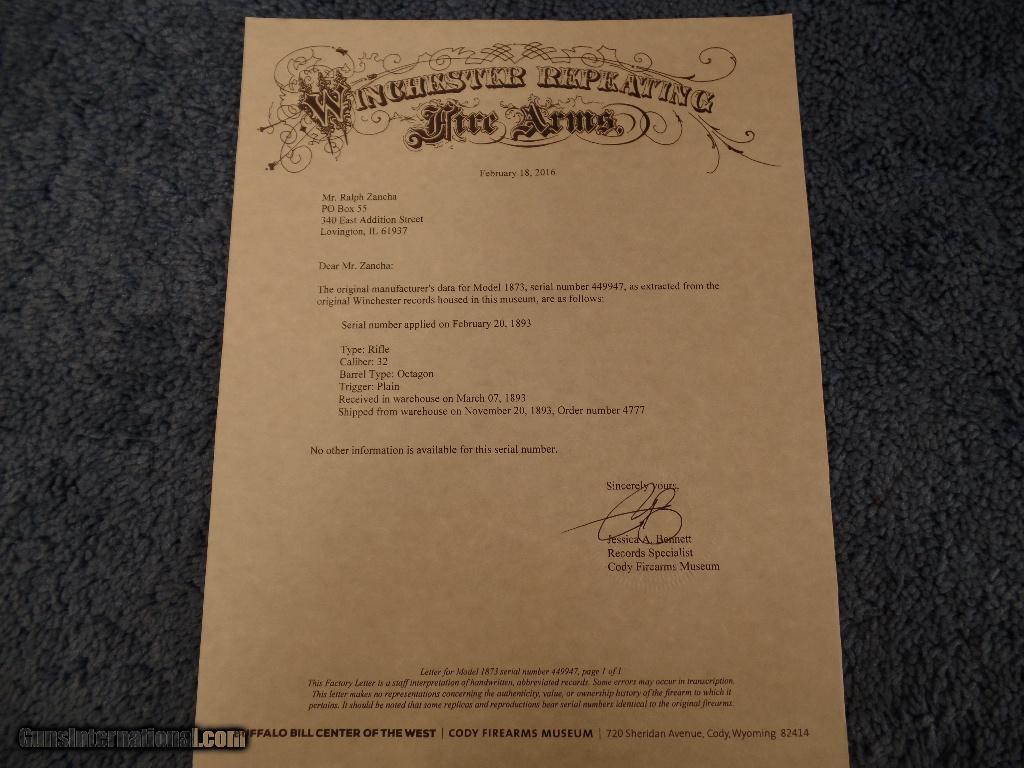 WINCHESTER REPEATING
Fire Arms.
February 18, 2016
Mr. Ralph Zancha
PO Box 55
340 East Addition Street
Lovington, IL 61937
Dear Mr. Zancha:
The original manufacturer's data for Model 1873, serial number 449947, as extracted from the
original Winchester records housed in this museum, are as follows:
Serial number applied on February 20, 1893
Type: Rifle
Caliber: 32
Barrel Type: Octagon
Trigger: Plain
Received in warehouse on March 07, 1893
Shipped from warehouse on November 20, 1893, Order number 4777
No other information is available for this serial number.
Sincerely yours,
Jessica A. Bennett
Records Specialist
Cody Firearms Museum
Letter for Model 1873 serial number 449947, page 1 of 1
This Factory Letter is a staff interpretation of handwritten, abbreviated records. Some errors may occur in transcription.
This letter makes no representations concerning the authenticity, value, or ownership history of the firearm to which it
pertains. It should be noted that some replicas and reproductions bear serial numbers identical to the original firearms.
BUFFALO BILL CENTER OF THE WEST | CODY FIREARMS MUSEUM | 720 Sheridan Avenue, Cody, Wyoming 82414
GunsInternational.com